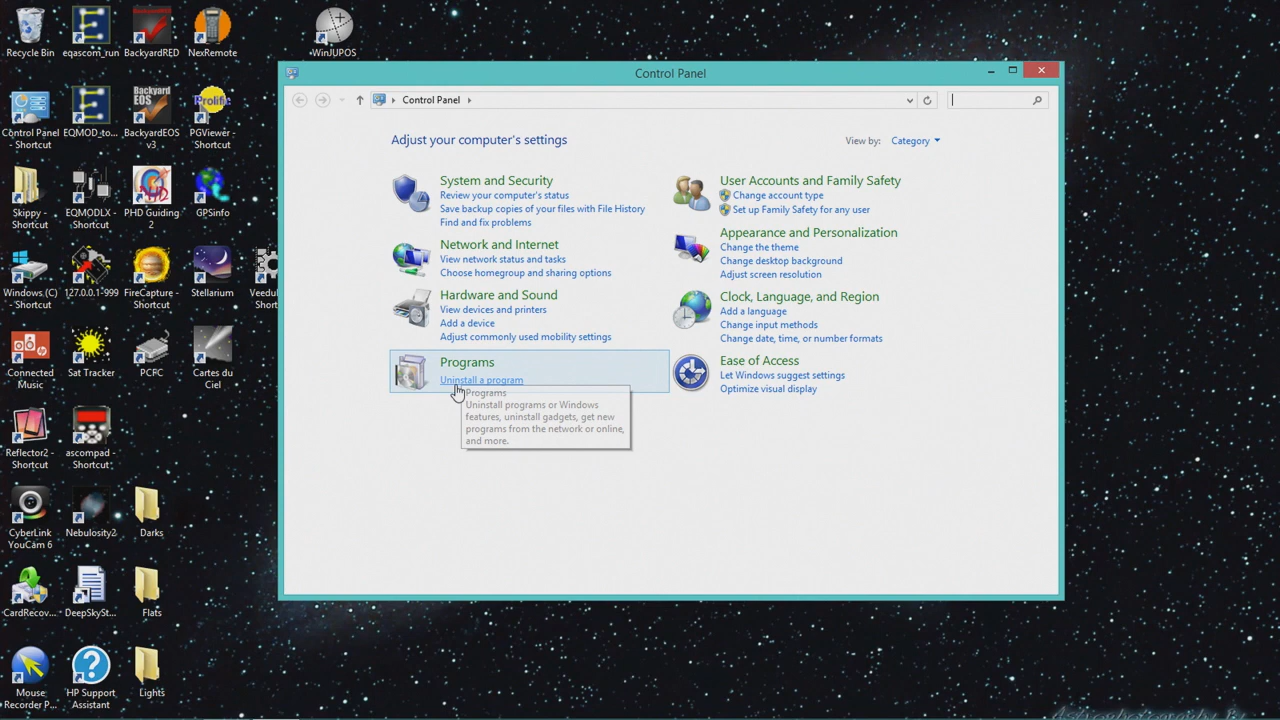 Recycle Bin
eqascom_run
BackyardRED
NexRemote
WinJUPOS
Control Panel
- Shortcut
EQMOD_to...
- Shortcut
Backyard
EOS
BackyardEOS
v3
Prolific
PGViewer -
Shortcut
Skippy -
Shortcut
EQMODLX -
Shortcut
HD
PHD Guiding
2
GPSinfo
Windows (C)
- Shortcut
127.0.0.1-999
FireCapture -
Shortcut
Stellarium
Connected
Music
Sat Tracker
PCFC
Cartes du
Ciel
Reflector2 -
Shortcut
ascompad -
Shortcut
CyberLink
YouCam 6
Nebulosity2
Darks
CardRecov...
DeepSkySt...
Flats
Mouse
Recorder P...
HP Support
Assistant
Lights
Control Panel
Control Panel
Adjust your computer's settings
View by:
Category
System and Security
Review your computer's status
Save backup copies of your files with File History
Find and fix problems
Network and Internet
View network status and tasks
Choose homegroup and sharing options
Hardware and Sound
View devices and printers
Add a device
Adjust commonly used mobility settings
Programs
Uninstall a program
Programs
Uninstall programs or Windows
features, uninstall gadgets, get new
programs from the network or online,
and more.
User Accounts and Family Safety
Change account type
Set up Family Safety for any user
Appearance and Personalization
Change the theme
Change desktop background
Adjust screen resolution
Clock, Language, and Region
Add a language
Change input methods
Change date, time, or number formats
Ease of Access
Let Windows suggest settings
Optimize visual display